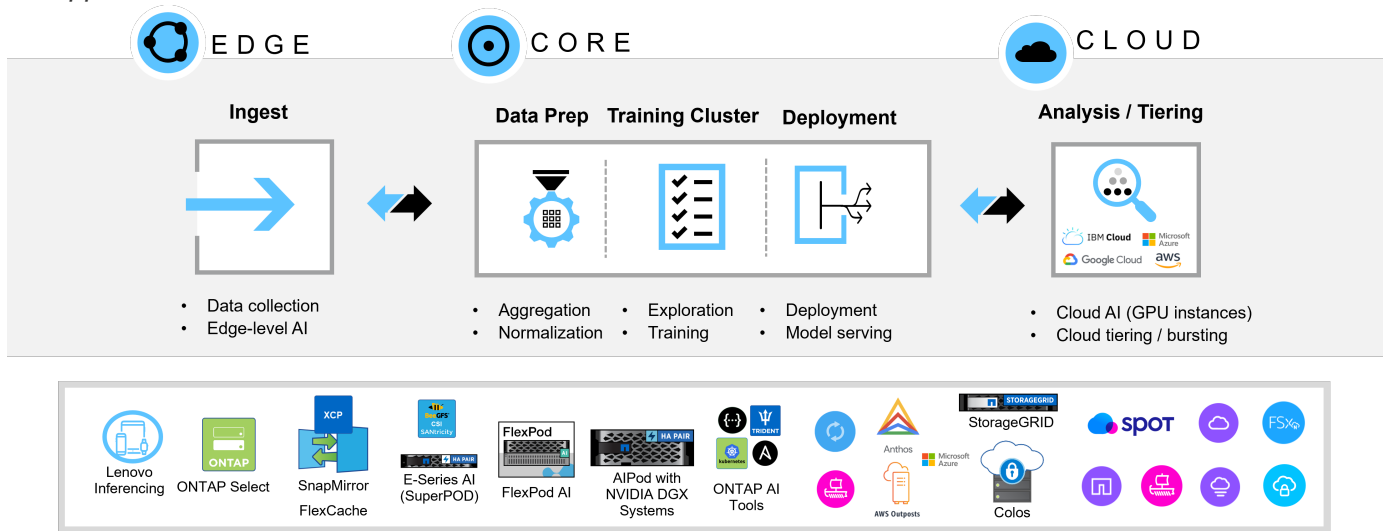 EDGE
CORE
CLOUD
Ingest
Data Prep
Training Cluster
Deployment
Analysis / Tiering
IBM Cloud
Microsoft
Azure
Google Cloud
aws
• Data collection
• Edge-level AI
• Aggregation
• Normalization
• Exploration
• Training
• Deployment
• Model serving
• Cloud AI (GPU instances)
• Cloud tiering / bursting
Lenovo
Inferencing
ONTAP
ONTAP Select
XCP
SnapMirror
FlexCache
BeeGFS
CSI
SANtricity
HA PAIR
E-Series AI
(SuperPOD)
FlexPod
AI
FlexPod AI
HA PAIR
AIPod with
NVIDIA DGX
Systems
{··}
TRIDENT
kubernetes
A
ONTAP AI
Tools
Anthos
Microsoft
Azure
AWS Outposts
STORAGEGRID
StorageGRID
Colos
spot
FSx